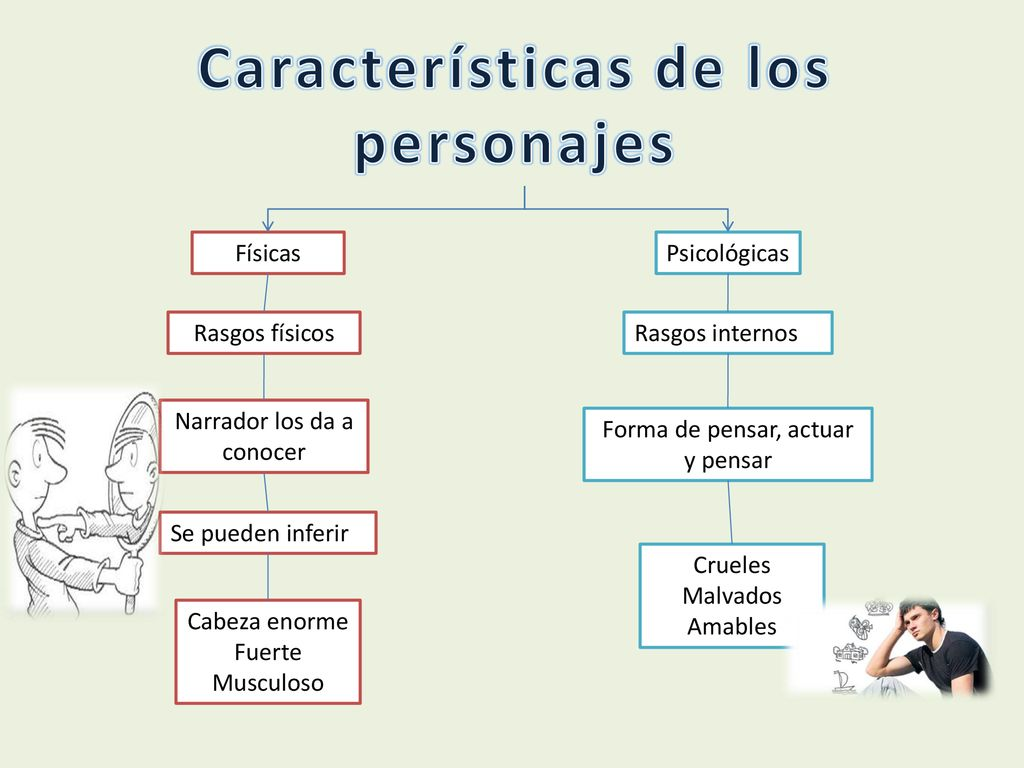 Características de los
personajes
Físicas
Rasgos físicos
Narrador los da a
conocer
Se pueden inferir
Cabeza enorme
Fuerte
Musculoso
Psicológicas
Rasgos internos
Forma de pensar, actuar
y pensar
Crueles
Malvados
Amables